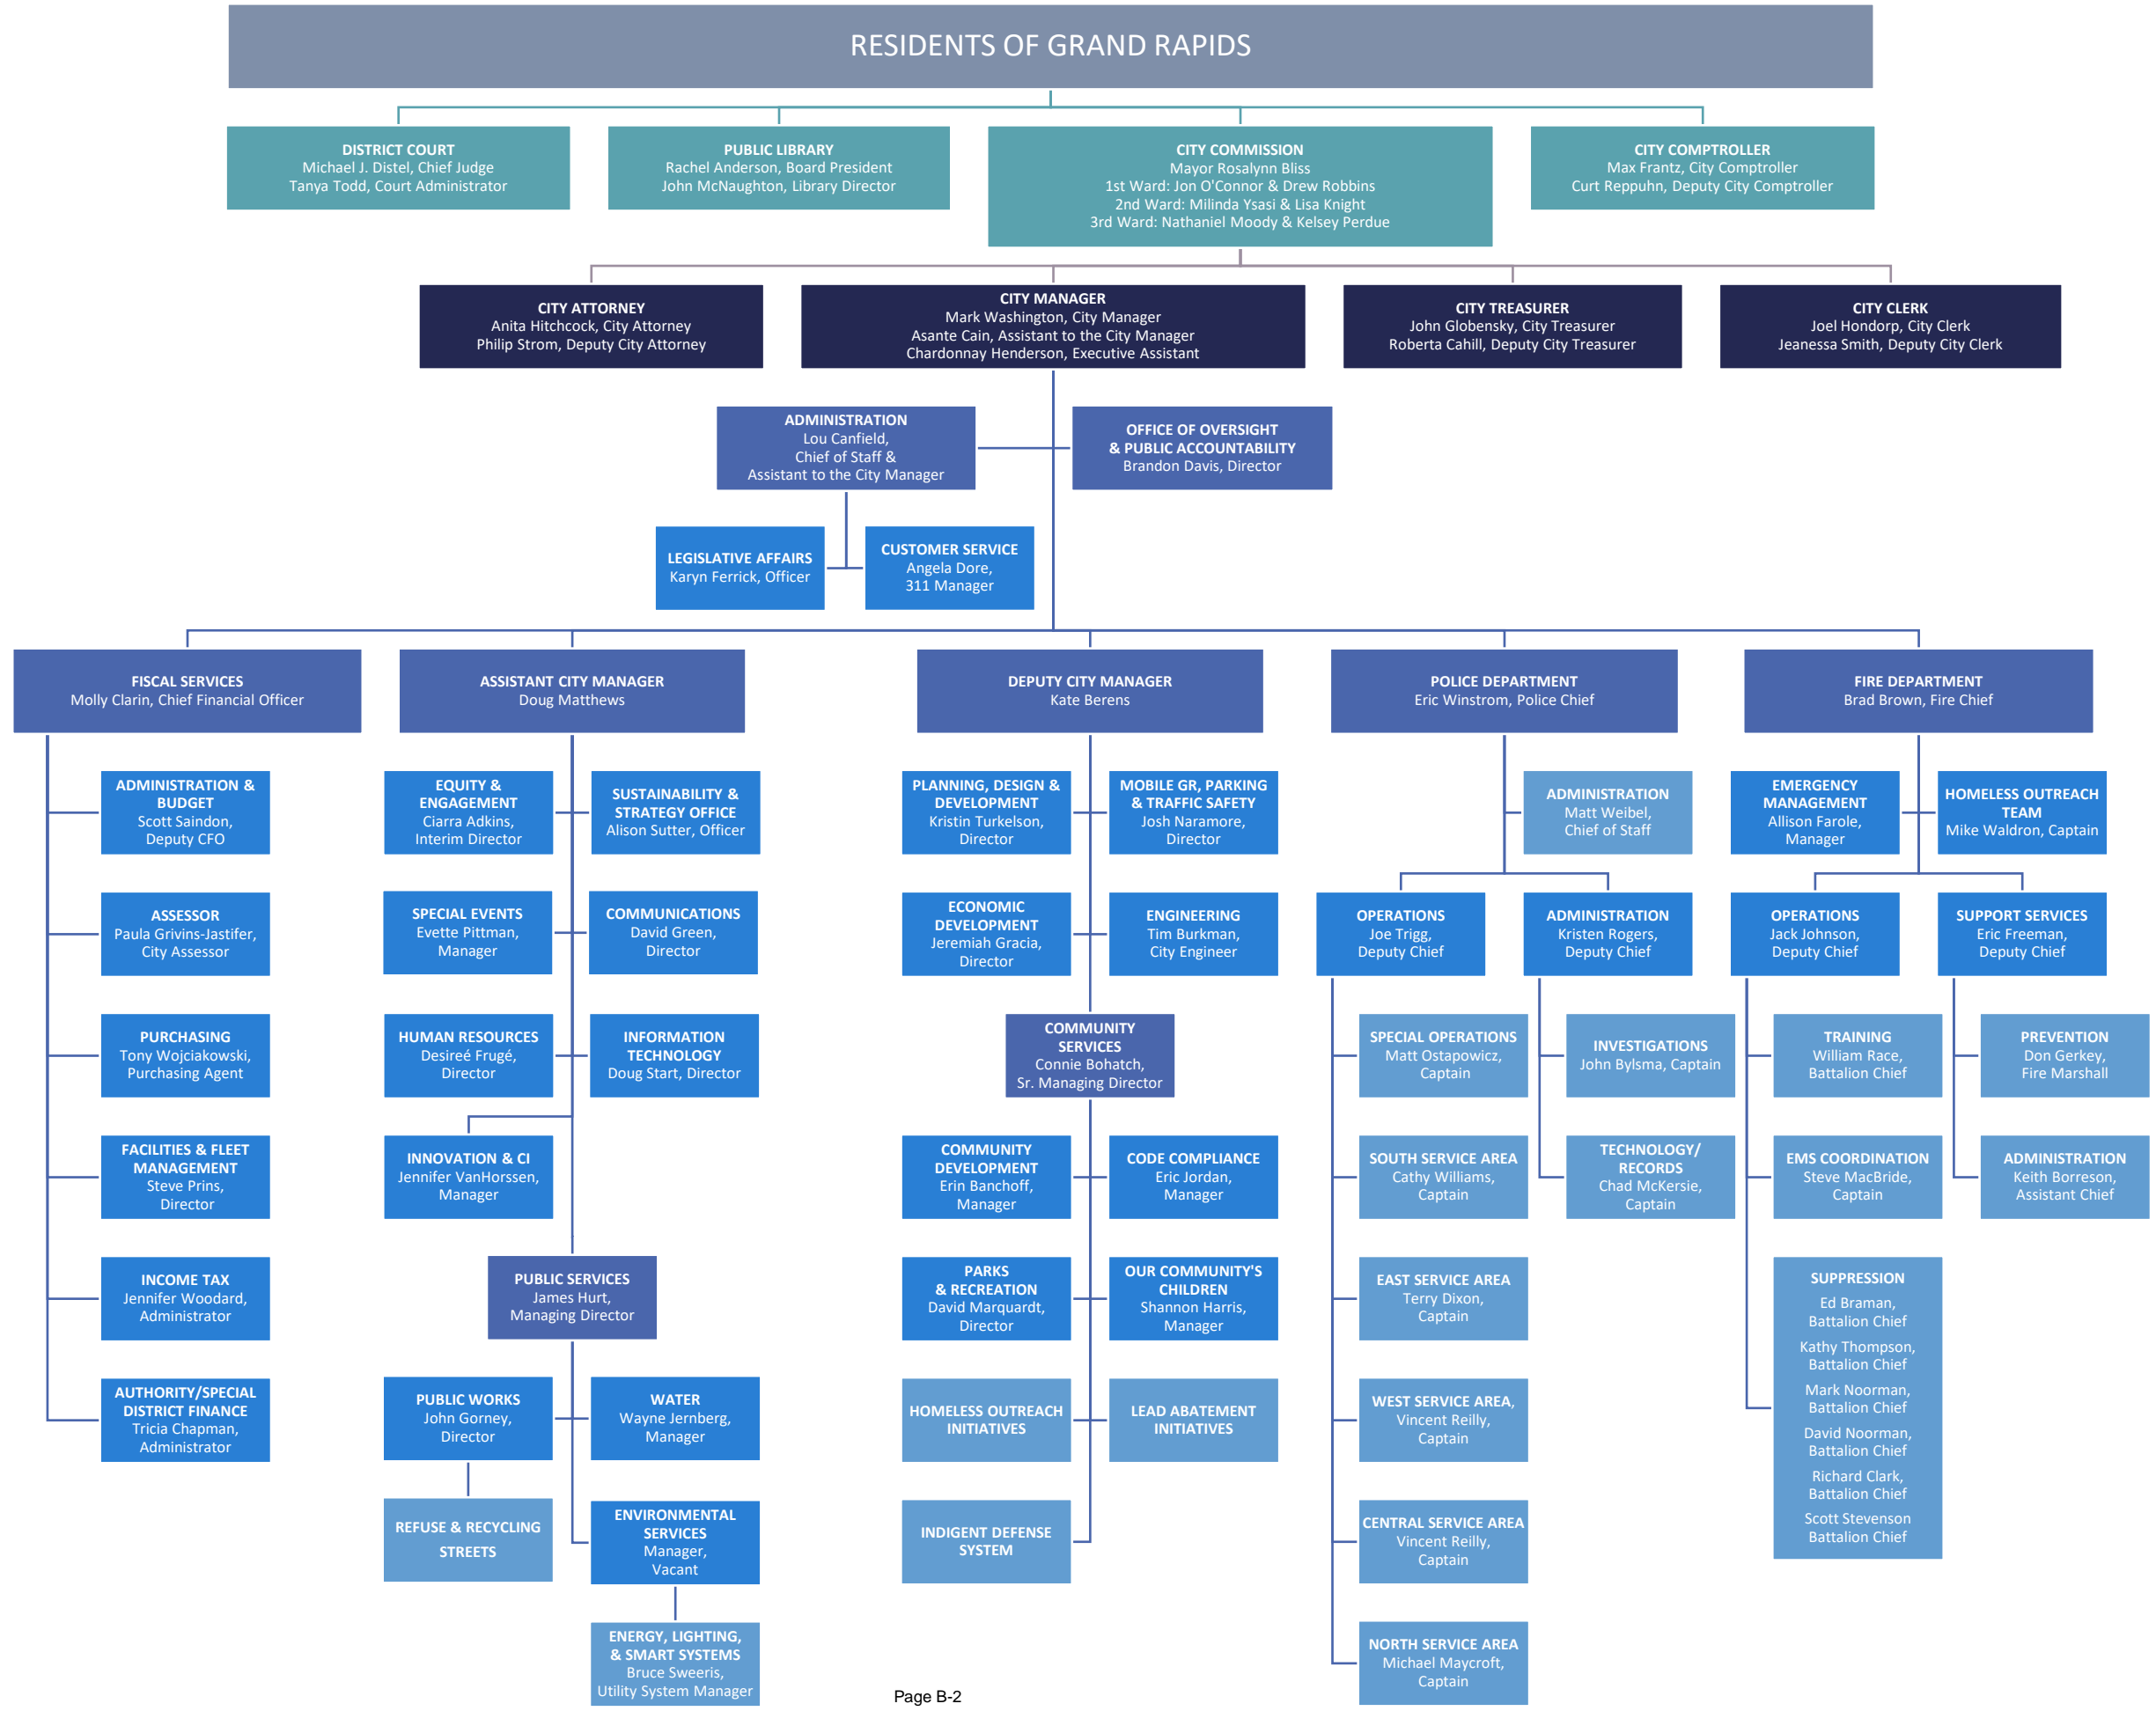 RESIDENTS OF GRAND RAPIDS
DISTRICT COURT
Michael J. Distel, Chief Judge
Tanya Todd, Court Administrator
PUBLIC LIBRARY
Rachel Anderson, Board President
John McNaughton, Library Director
CITY COMMISSION
Mayor Rosalynn Bliss
1st Ward: Jon O'Connor & Drew Robbins
2nd Ward: Milinda Ysasi & Lisa Knight
3rd Ward: Nathaniel Moody & Kelsey Perdue
CITY COMPTROLLER
Max Frantz, City Comptroller
Curt Reppuhn, Deputy City Comptroller
CITY ATTORNEY
Anita Hitchcock, City Attorney
Philip Strom, Deputy City Attorney
CITY MANAGER
Mark Washington, City Manager
Asante Cain, Assistant to the City Manager
Chardonnay Henderson, Executive Assistant
CITY TREASURER
John Globensky, City Treasurer
Roberta Cahill, Deputy City Treasurer
CITY CLERK
Joel Hondorp, City Clerk
Jeanessa Smith, Deputy City Clerk
ADMINISTRATION
Lou Canfield,
Chief of Staff &
Assistant to the City Manager
OFFICE OF OVERSIGHT
& PUBLIC ACCOUNTABILITY
Brandon Davis, Director
LEGISLATIVE AFFAIRS
Karyn Ferrick, Officer
CUSTOMER SERVICE
Angela Dore,
311 Manager
FISCAL SERVICES
Molly Clarin, Chief Financial Officer
ASSISTANT CITY MANAGER
Doug Matthews
DEPUTY CITY MANAGER
Kate Berens
POLICE DEPARTMENT
Eric Winstrom, Police Chief
FIRE DEPARTMENT
Brad Brown, Fire Chief
ADMINISTRATION &
BUDGET
Scott Saindon,
Deputy CFO
ASSESSOR
Paula Grivins-Jastifer,
City Assessor
PURCHASING
Tony Wojciakowski,
Purchasing Agent
FACILITIES & FLEET
MANAGEMENT
Steve Prins,
Director
INCOME TAX
Jennifer Woodard,
Administrator
AUTHORITY/SPECIAL
DISTRICT FINANCE
Tricia Chapman,
Administrator
EQUITY &
ENGAGEMENT
Ciarra Adkins,
Interim Director
SUSTAINABILITY &
STRATEGY OFFICE
Alison Sutter, Officer
SPECIAL EVENTS
Evette Pittman,
Manager
COMMUNICATIONS
David Green,
Director
HUMAN RESOURCES
Desireé Frugé,
Director
INFORMATION
TECHNOLOGY
Doug Start, Director
INNOVATION & CI
Jennifer VanHorssen,
Manager
PUBLIC SERVICES
James Hurt,
Managing Director
PUBLIC WORKS
John Gorney,
Director
WATER
Wayne Jernberg,
Manager
REFUSE & RECYCLING
STREETS
ENVIRONMENTAL
SERVICES
Manager,
Vacant
ENERGY, LIGHTING,
& SMART SYSTEMS
Bruce Sweeris,
Utility System Manager
PLANNING, DESIGN &
DEVELOPMENT
Kristin Turkelson,
Director
MOBILE GR, PARKING
& TRAFFIC SAFETY
Josh Naramore,
Director
ECONOMIC
DEVELOPMENT
Jeremiah Gracia,
Director
ENGINEERING
Tim Burkman,
City Engineer
COMMUNITY
SERVICES
Connie Bohatch,
Sr. Managing Director
COMMUNITY
DEVELOPMENT
Erin Banchoff,
Manager
CODE COMPLIANCE
Eric Jordan,
Manager
PARKS
& RECREATION
David Marquardt,
Director
OUR COMMUNITY'S
CHILDREN
Shannon Harris,
Manager
HOMELESS OUTREACH
INITIATIVES
LEAD ABATEMENT
INITIATIVES
INDIGENT DEFENSE
SYSTEM
ADMINISTRATION
Matt Weibel,
Chief of Staff
OPERATIONS
Joe Trigg,
Deputy Chief
ADMINISTRATION
Kristen Rogers,
Deputy Chief
SPECIAL OPERATIONS
Matt Ostapowicz,
Captain
SOUTH SERVICE AREA
Cathy Williams,
Captain
EAST SERVICE AREA
Terry Dixon,
Captain
WEST SERVICE AREA,
Vincent Reilly,
Captain
CENTRAL SERVICE AREA
Vincent Reilly,
Captain
NORTH SERVICE AREA
Michael Maycroft,
Captain
INVESTIGATIONS
John Bylsma, Captain
TECHNOLOGY/
RECORDS
Chad McKersie,
Captain
EMERGENCY
MANAGEMENT
Allison Farole,
Manager
HOMELESS OUTREACH
TEAM
Mike Waldron, Captain
OPERATIONS
Jack Johnson,
Deputy Chief
SUPPORT SERVICES
Eric Freeman,
Deputy Chief
TRAINING
William Race,
Battalion Chief
EMS COORDINATION
Steve MacBride,
Captain
SUPPRESSION
Ed Braman,
Battalion Chief
Kathy Thompson,
Battalion Chief
Mark Noorman,
Battalion Chief
David Noorman,
Battalion Chief
Richard Clark,
Battalion Chief
Scott Stevenson
Battalion Chief
PREVENTION
Don Gerkey,
Fire Marshall
ADMINISTRATION
Keith Borreson,
Assistant Chief
Page B-2